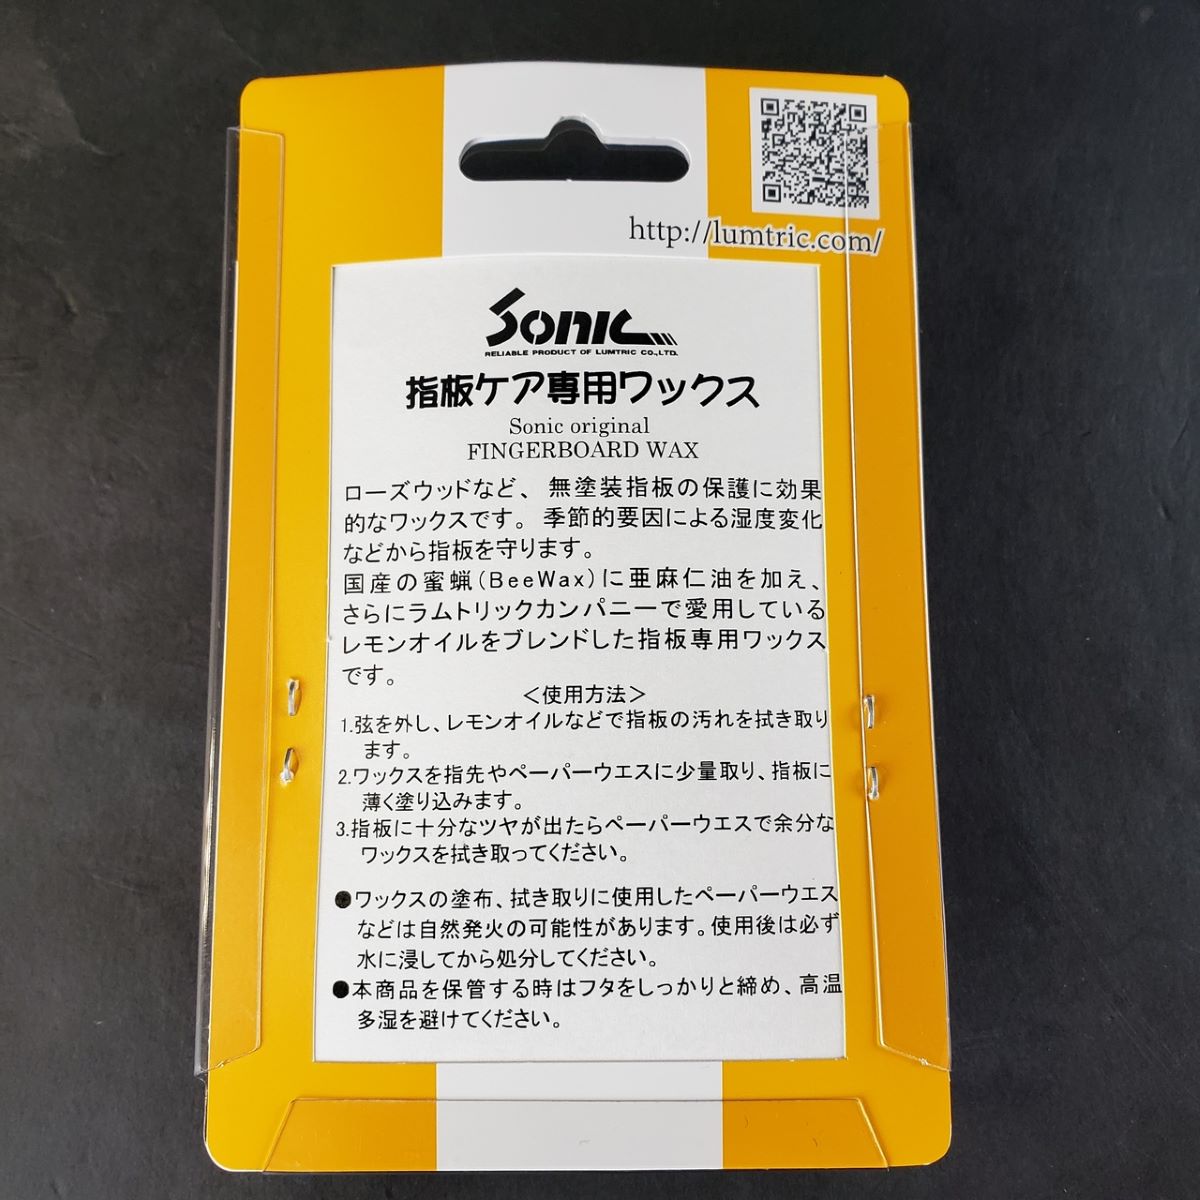 http://lumtric.com/
Sonic
RELIABLE PRODUCT OF LUMTRIC CO.,LTD.
指板ケア専用ワックス
Sonic original
FINGERBOARD WAX
ローズウッドなど、無塗装指板の保護に効果
的なワックスです。季節的要因による湿度変化
などから指板を守ります。
国産の蜜蝋(BeeWax)に亜麻仁油を加え、
さらにラムトリックカンパニーで愛用している
レモンオイルをブレンドした指板専用ワックス
です。
＜使用方法＞
1.弦を外し、レモンオイルなどで指板の汚れを拭き取り
ます。
2.ワックスを指先やペーパーウエスに少量取り、指板に
薄く塗り込みます。
3.指板に十分なツヤが出たらペーパーウエスで余分な
ワックスを拭き取ってください。
●ワックスの塗布、拭き取りに使用したペーパーウエス
などは自然発火の可能性があります。使用後は必ず
水に浸してから処分してください。
●本商品を保管する時はフタをしっかりと締め、高温
多湿を避けてください。